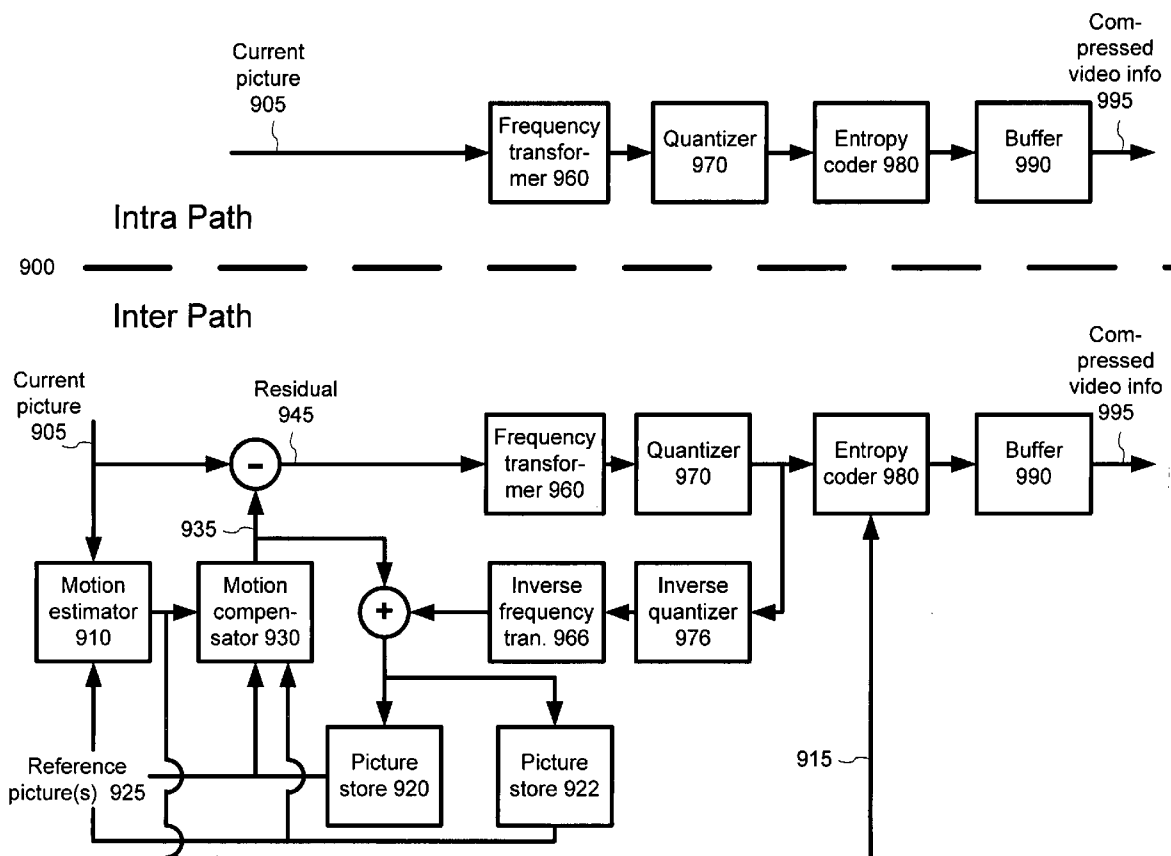 Current
picture
905
Com-
pressed
video info
995
Frequency
transfor-
mer 960
Quantizer
970
Entropy
coder 980
Buffer
990
Intra Path
900
Inter Path
Current
picture
905
Residual
945
Com-
pressed
video info
995
-
Frequency
transfor-
mer 960
Quantizer
970
Entropy
coder 980
Buffer
990
935
Motion
estimator
910
Motion
compen-
sator 930
+
Inverse
frequency
tran. 966
Inverse
quantizer
976
Reference
picture(s) 925
Picture
store 920
Picture
store 922
915